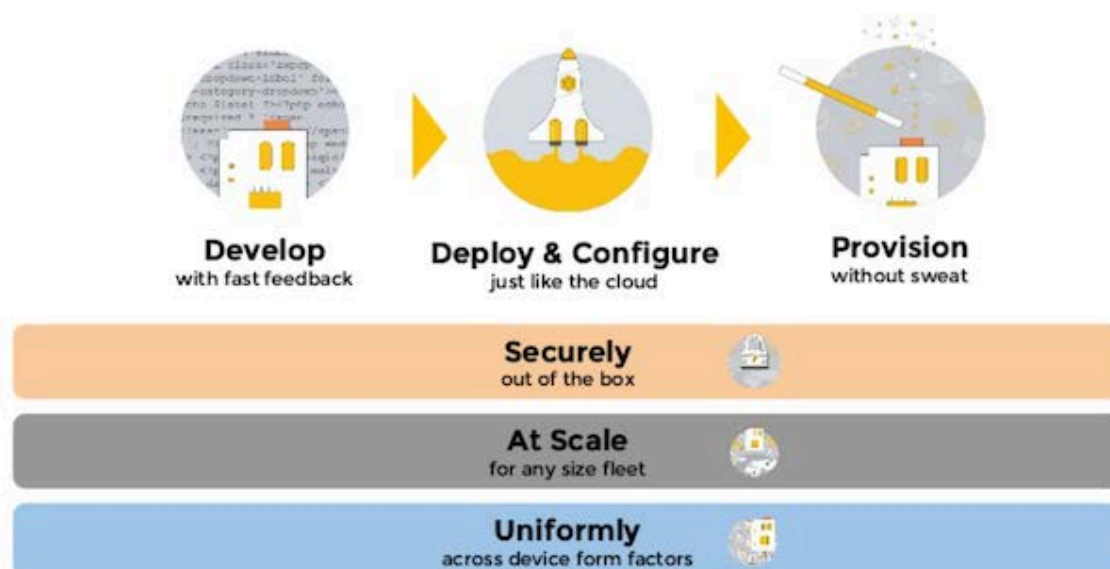 Develop
with fast feedback
Deploy & Configure
just like the cloud
Provision
without sweat
Securely
out of the box
At Scale
for any size fleet
Uniformly
across device form factors